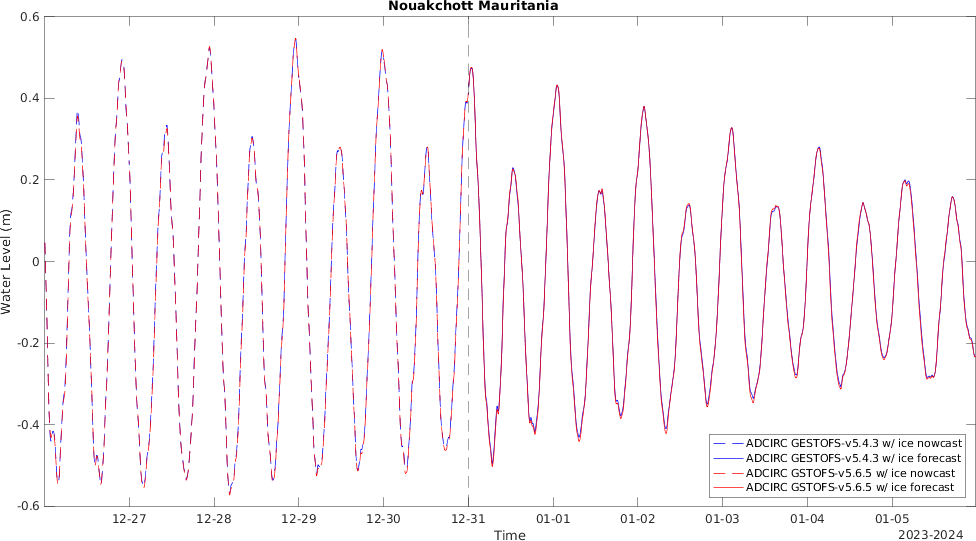 Nouakchott Mauritania
0.6
0.4
0.2
0
-0.2
-0.4
-0.6
Water Level (m)
ADCIRC GESTOFS-v5.4.3 w/ ice nowcast
ADCIRC GESTOFS-v5.4.3 w/ ice forecast
ADCIRC GSTOFS-v5.6.5 w/ ice nowcast
ADCIRC GSTOFS-v5.6.5 w/ ice forecast
12-27 12-28 12-29 12-30 12-31 01-01 01-02 01-03 01-04 01-05
Time
2023-2024